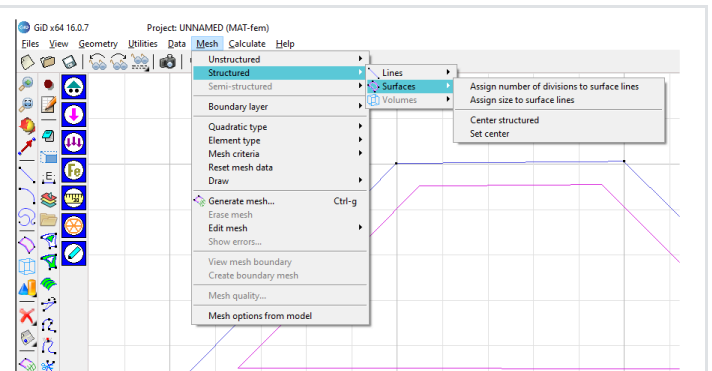 GiD x64 16.0.7 Project: UNNAMED (MAT-fem)
Files View Geometry Utilities Data Mesh Calculate Help
Unstructured
Structured
Semi-structured
Boundary layer
Quadratic type
Element type
Mesh criteria
Reset mesh data
Draw
Generate mesh... Ctrl-g
Erase mesh
Edit mesh
Show errors...
View mesh boundary
Create boundary mesh
Mesh quality...
Mesh options from model
Lines
Surfaces
Volumes
Assign number of divisions to surface lines
Assign size to surface lines
Center structured
Set center
:E:
Fe